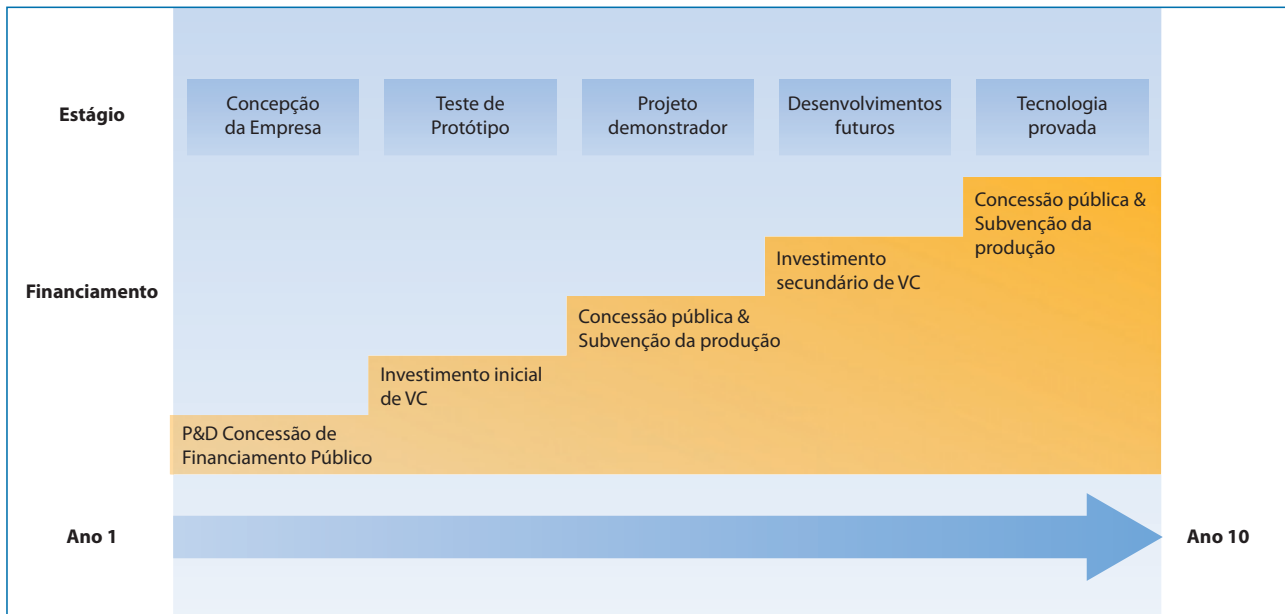 Estágio
Concepção
da Empresa
Teste de
Protótipo
Projeto
demonstrador
Desenvolvimentos
futuros
Tecnologia
provada
Financiamento
P&D Concessão de
Financiamento Público
Investimento inicial
de VC
Concessão pública &
Subvenção da produção
Investimento
secundário de VC
Concessão pública &
Subvenção da
produção
Ano 1
Ano 10